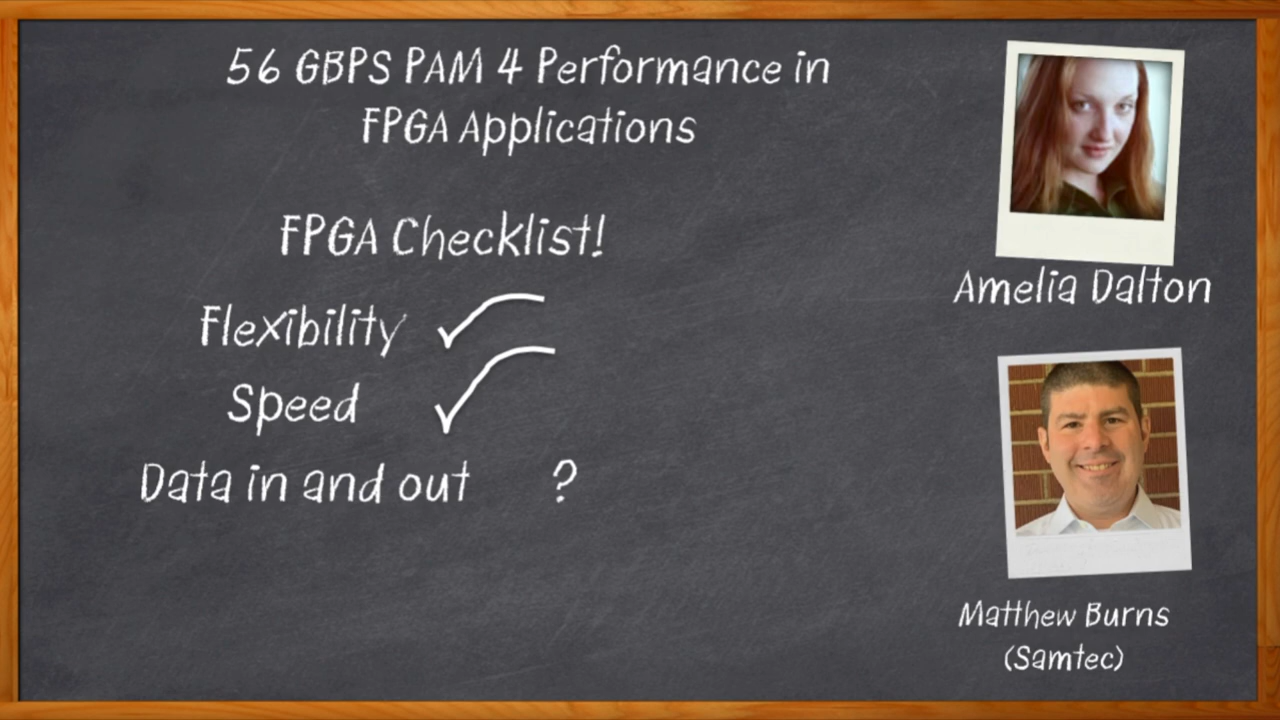 56 GBPS PAM 4 Performance in
FPGA Applications
FPGA Checklist!
Flexibility
Speed
Data in and out ?
Amelia Dalton
Matthew Burns
(Samtec)